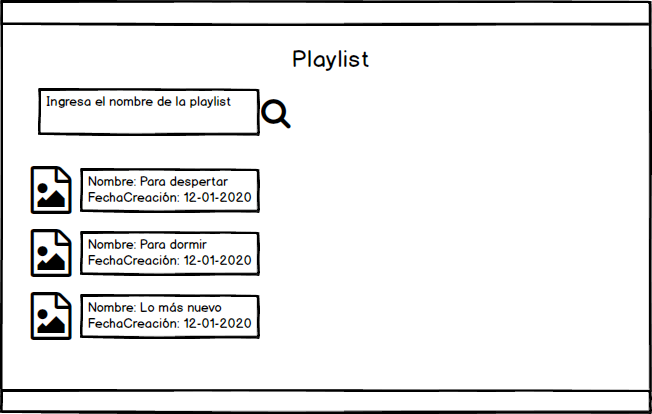 Playlist
Ingresa el nombre de la playlist
Nombre: Para despertar
FechaCreación: 12-01-2020
Nombre: Para dormir
FechaCreación: 12-01-2020
Nombre: Lo más nuevo
FechaCreación: 12-01-2020